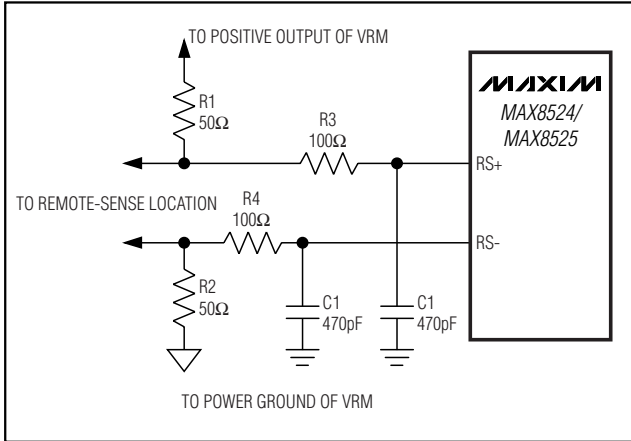 TO POSITIVE OUTPUT OF VRM
R1
50Ω
R3
100Ω
MAXIM
MAX8524/
MAX8525
RS+
TO REMOTE-SENSE LOCATION
R4
100Ω
RS-
R2
50Ω
C1
470pF
C1
470pF
TO POWER GROUND OF VRM